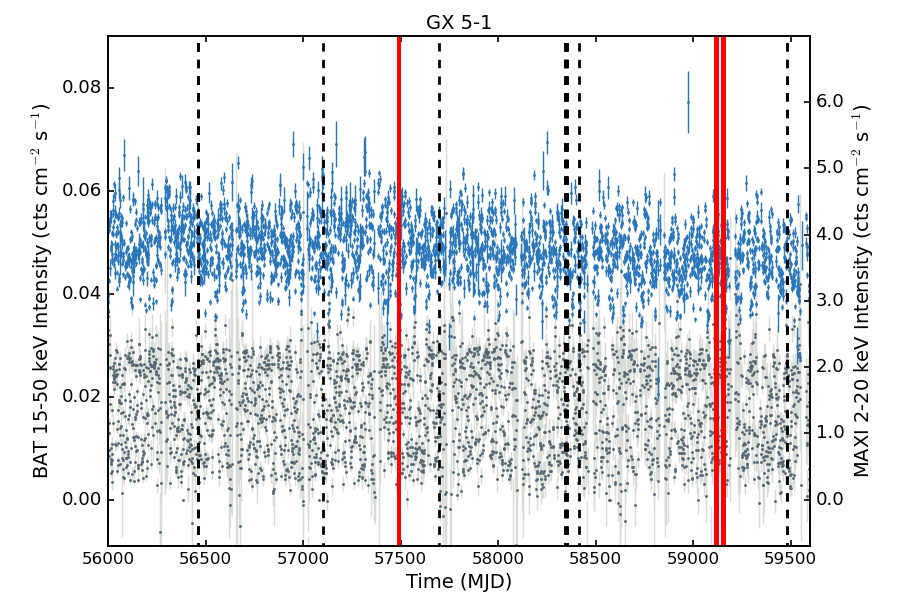 GX 5-1
BAT 15-50 keV Intensity (cts cm⁻² s⁻¹)
0.08
0.06
0.04
0.02
0.00
6.0
5.0
4.0
3.0
2.0
1.0
0.0
MAXI 2-20 keV Intensity (cts cm⁻² s⁻¹)
56000 56500 57000 57500 58000 58500 59000 59500
Time (MJD)